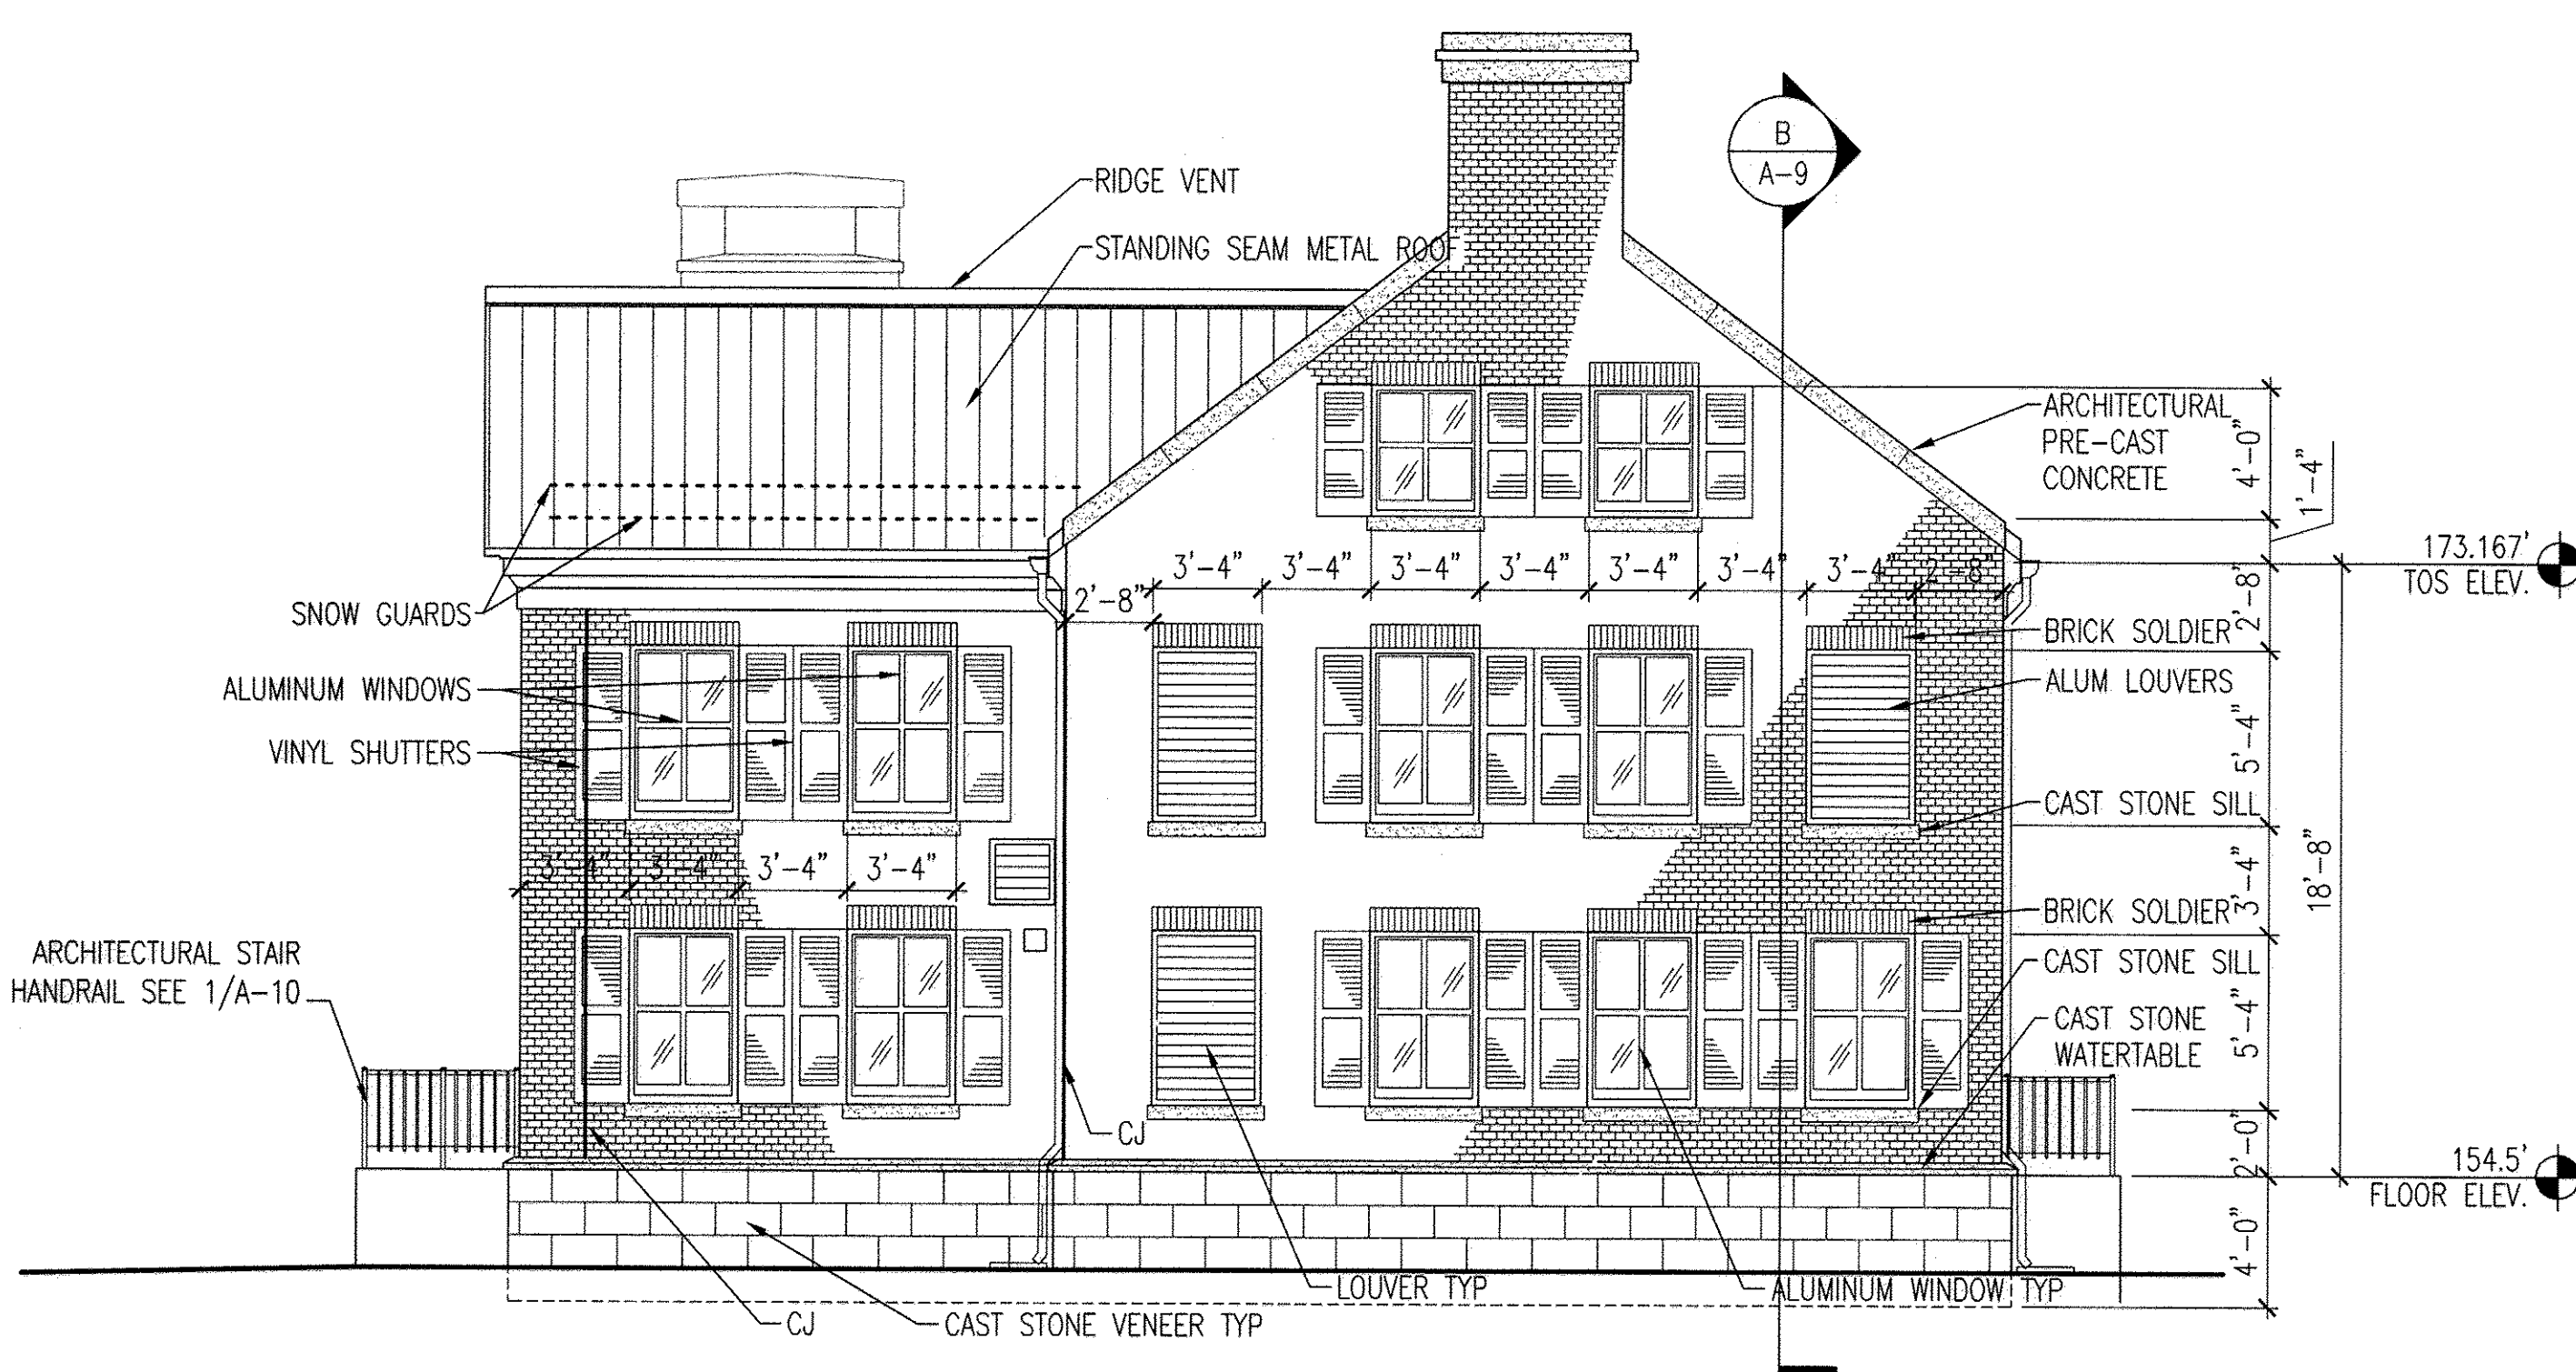 B
A-9
RIDGE VENT
STANDING SEAM METAL ROOF
ARCHITECTURAL
PRE-CAST
CONCRETE
4'-0"
1'-4"
173.167'
TOS ELEV.
3'-4" 3'-4" 3'-4" 3'-4" 3'-4" 3'-4" 3'-4" 2'-8"
2'-8"
2'-8"
SNOW GUARDS
BRICK SOLDIER
ALUMINUM WINDOWS
ALUM LOUVERS
VINYL SHUTTERS
5'-4"
CAST STONE SILL
3'-4" 3'-4" 3'-4" 3'-4"
3'-4"
18'-8"
BRICK SOLDIER
ARCHITECTURAL STAIR
HANDRAIL SEE 1/A-10
CAST STONE SILL
CAST STONE
WATERTABLE
5'-4"
CJ
2'-0"
154.5'
FLOOR ELEV.
4'-0"
LOUVER TYP
ALUMINUM WINDOW TYP
CJ
CAST STONE VENEER TYP